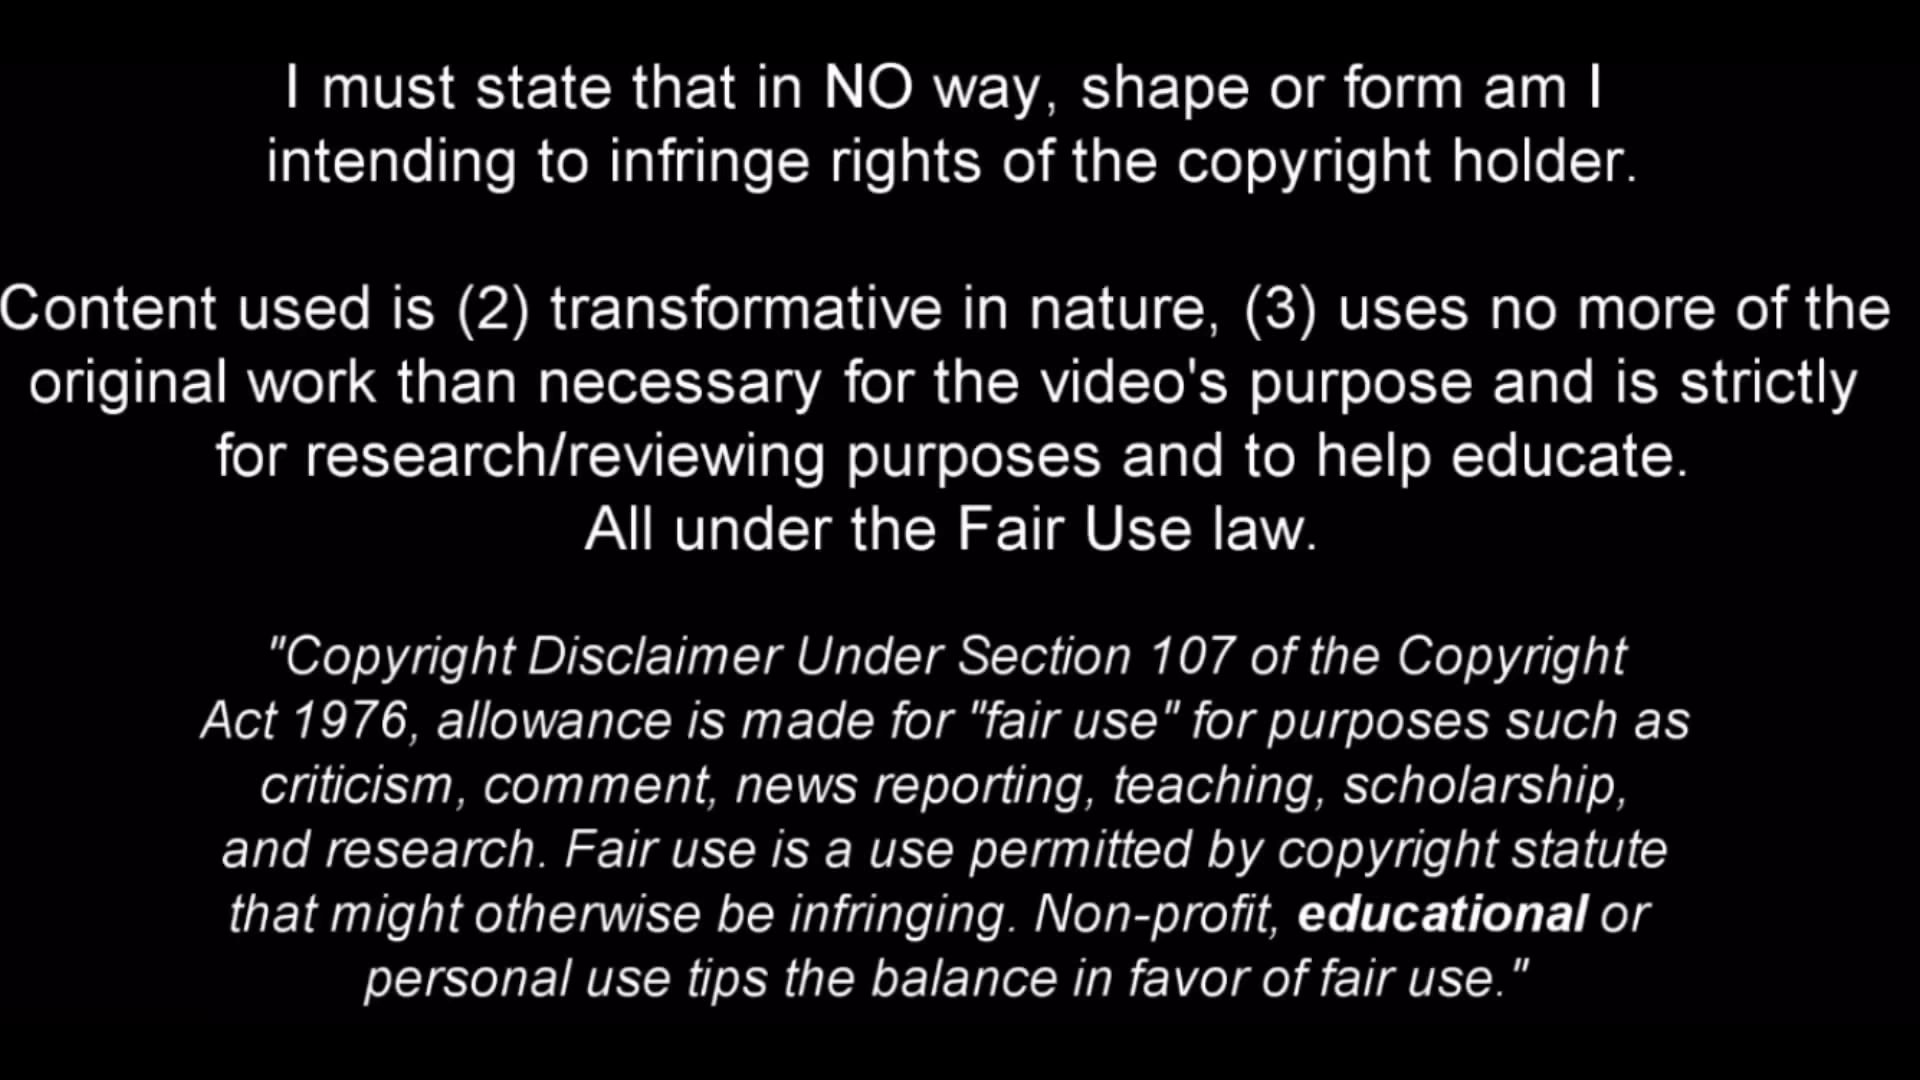 I must state that in NO way, shape or form am I
intending to infringe rights of the copyright holder.
Content used is (2) transformative in nature, (3) uses no more of the
original work than necessary for the video's purpose and is strictly
for research/reviewing purposes and to help educate.
All under the Fair Use law.
"Copyright Disclaimer Under Section 107 of the Copyright
Act 1976, allowance is made for "fair use" for purposes such as
criticism, comment, news reporting, teaching, scholarship,
and research. Fair use is a use permitted by copyright statute
that might otherwise be infringing. Non-profit, educational or
personal use tips the balance in favor of fair use."